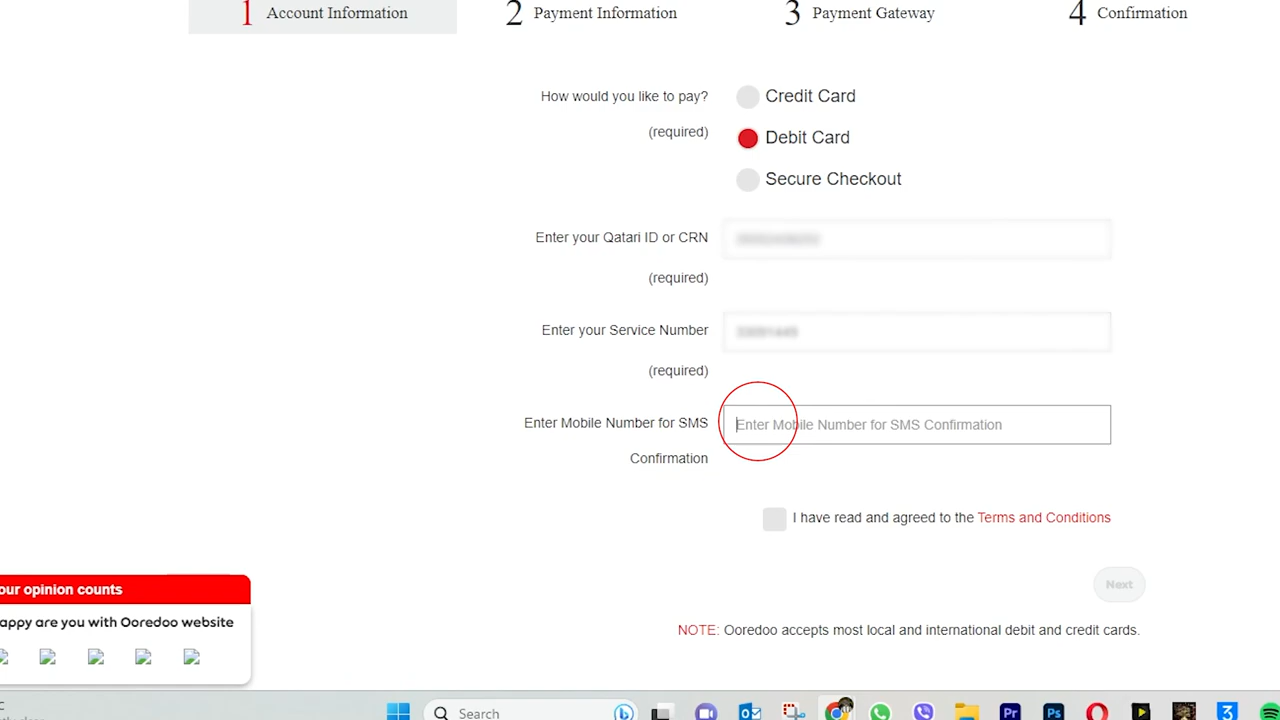 1 Account Information
2 Payment Information
3 Payment Gateway
4 Confirmation
How would you like to pay?
(required)
Credit Card
Debit Card
Secure Checkout
Enter your Qatari ID or CRN
(required)
Enter your Service Number
(required)
Enter Mobile Number for SMS
Confirmation
Enter Mobile Number for SMS Confirmation
I have read and agreed to the Terms and Conditions
Next
NOTE: Ooredoo accepts most local and international debit and credit cards.
our opinion counts
appy are you with Ooredoo website
Search